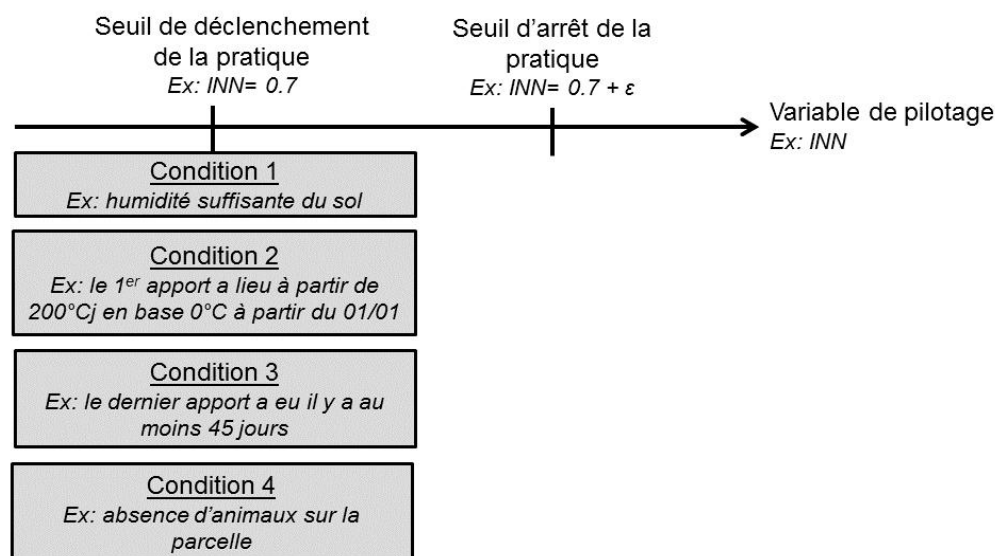 Seuil de déclenchement
de la pratique
Ex: INN= 0.7
Seuil d'arrêt de la
pratique
Ex: INN= 0.7 + ε
Variable de pilotage
Ex: INN
Condition 1
Ex: humidité suffisante du sol
Condition 2
Ex: le 1er apport a lieu à partir de
200°Cj en base 0°C à partir du 01/01
Condition 3
Ex: le dernier apport a eu il y a au
moins 45 jours
Condition 4
Ex: absence d'animaux sur la
parcelle